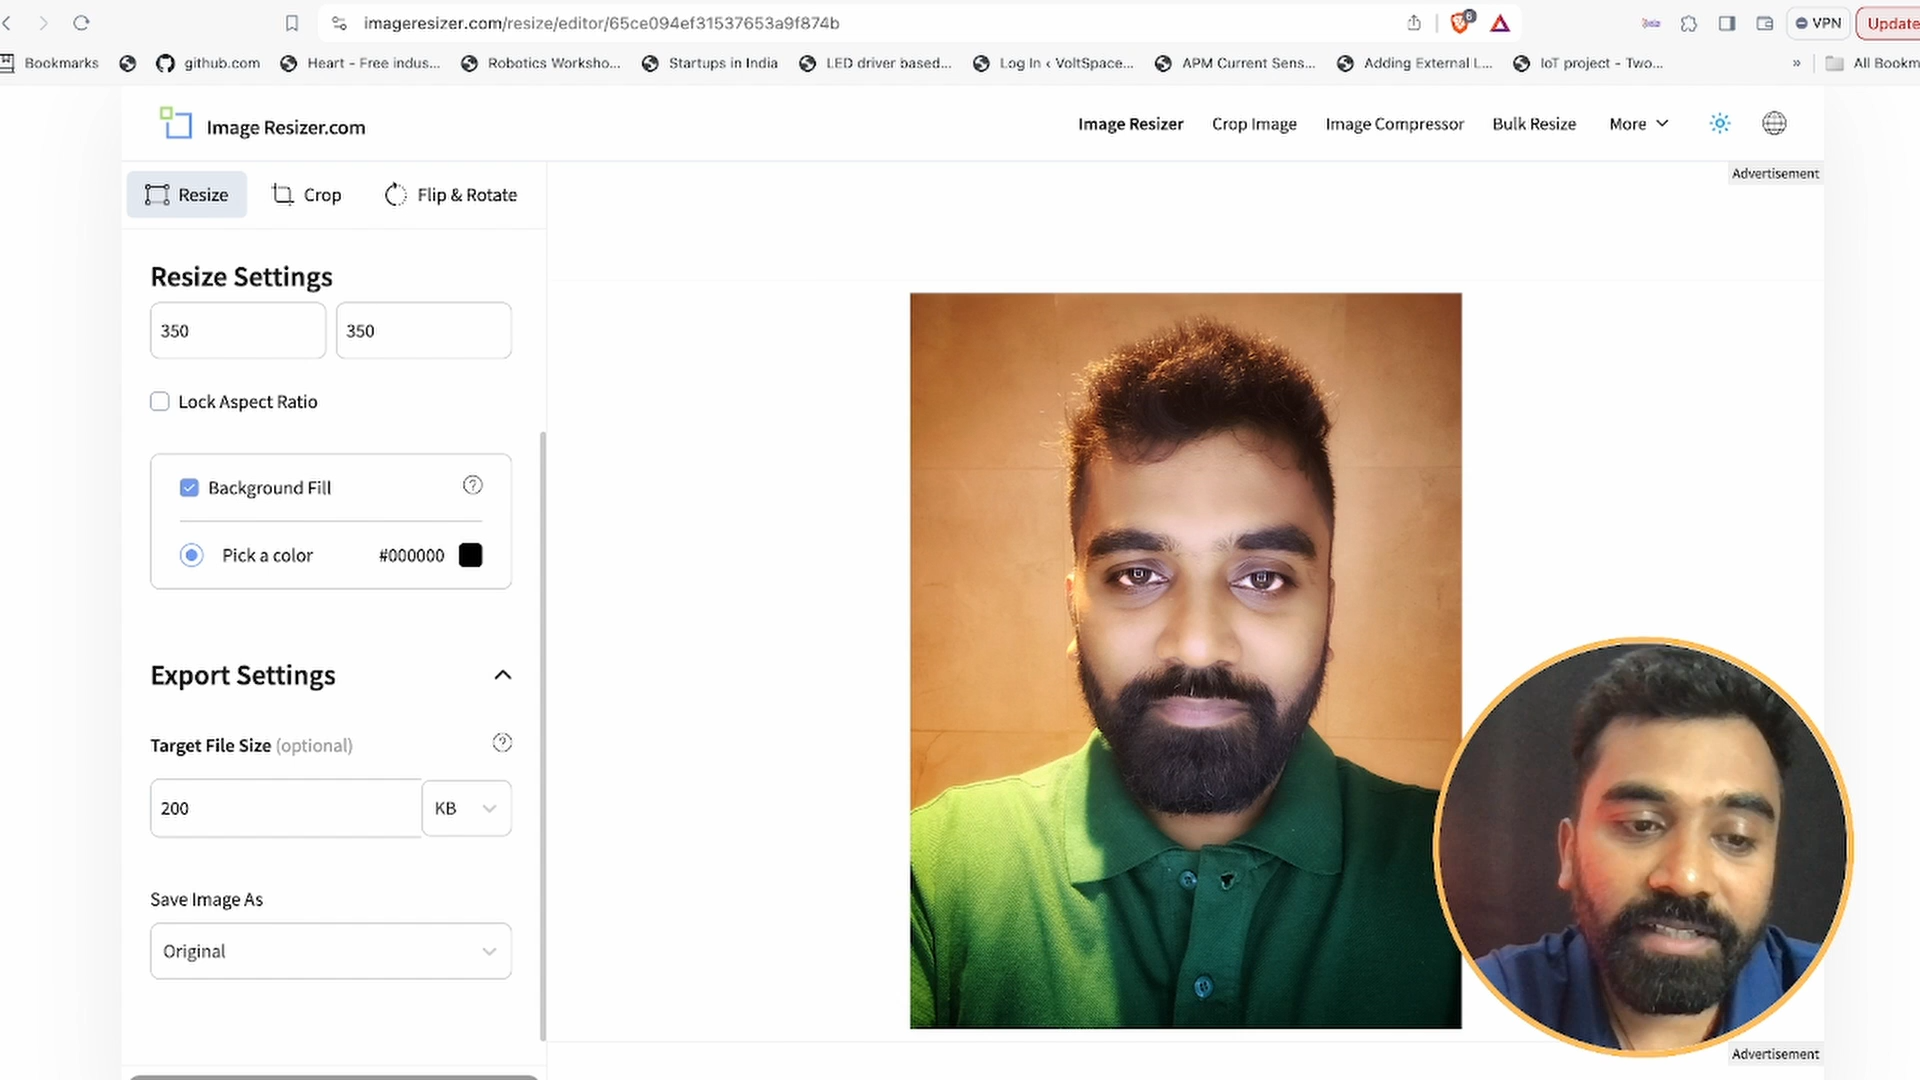 imageresizer.com/resize/editor/65ce094ef31537653a9f874b
6
VPN
Update
Bookmarks
github.com
Heart - Free indus...
Robotics Worksho...
Startups in India
LED driver based...
Log In ‹ VoltSpace...
APM Current Sens...
Adding External L...
IoT project - Two...
»
All Bookm
Image Resizer.com
Image Resizer
Crop Image
Image Compressor
Bulk Resize
More
Advertisement
Resize
Crop
Flip & Rotate
Resize Settings
350
350
Lock Aspect Ratio
Background Fill
?
Pick a color
#000000
Export Settings
Target File Size (optional)
?
200
KB
Save Image As
Original
Advertisement